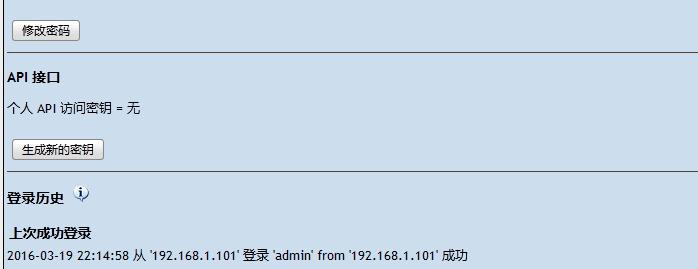 修改密码
API 接口
个人 API 访问密钥 = 无
生成新的密钥
登录历史
上次成功登录
2016-03-19 22:14:58 从 '192.168.1.101' 登录 'admin' from '192.168.1.101' 成功